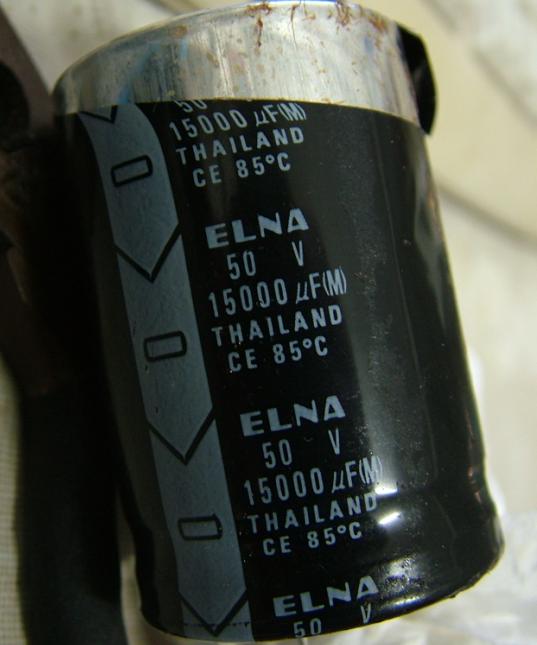 50
15000 µF(M)
THAILAND
CE 85°C
ELNA
50 V
15000 µF(M)
THAILAND
CE 85°C
ELNA
50 V
15000 µF(M)
THAILAND
CE 85°C
ELNA
50 V